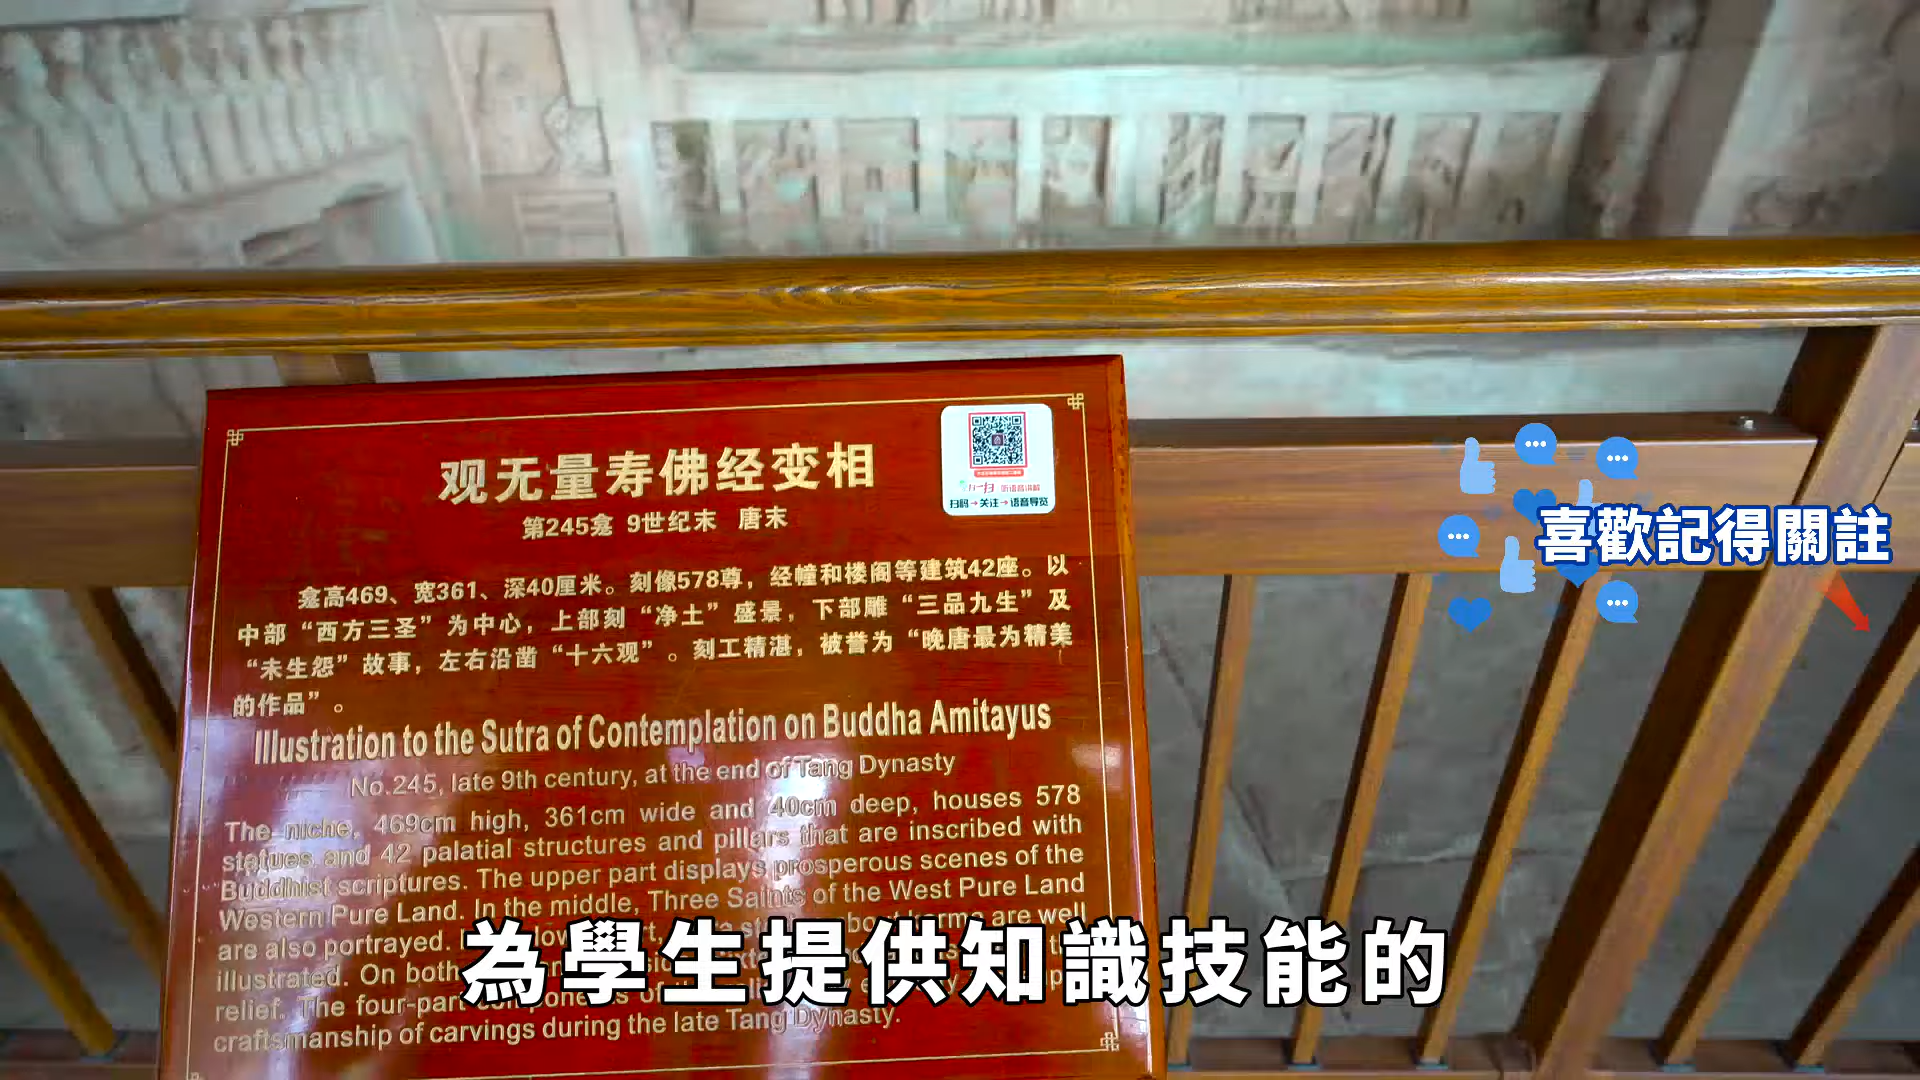 观无量寿佛经变相
第245龛 9世纪末 唐末
扫一扫 听语音讲解
扫码→关注→语音导览
龛高469、宽361、深40厘米。刻像578尊，经幢和楼阁等建筑42座。以
中部“西方三圣”为中心，上部刻“净土”盛景，下部雕“三品九生”及
“未生怨”故事，左右沿凿“十六观”。刻工精湛，被誉为“晚唐最为精美
的作品”。
Illustration to the Sutra of Contemplation on Buddha Amitayus
No.245, late 9th century, at the end of Tang Dynasty
The niche, 469cm high, 361cm wide and 40cm deep, houses 578
statues and 42 palatial structures and pillars that are inscribed with
Buddhist scriptures. The upper part displays prosperous scenes of the
Western Pure Land. In the middle, Three Saints of the West Pure Land
are also portrayed. are well
illustrated. On both
relief. The four-part
craftsmanship of carvings during the late Tang Dynasty.
喜歡記得關註
為學生提供知識技能的